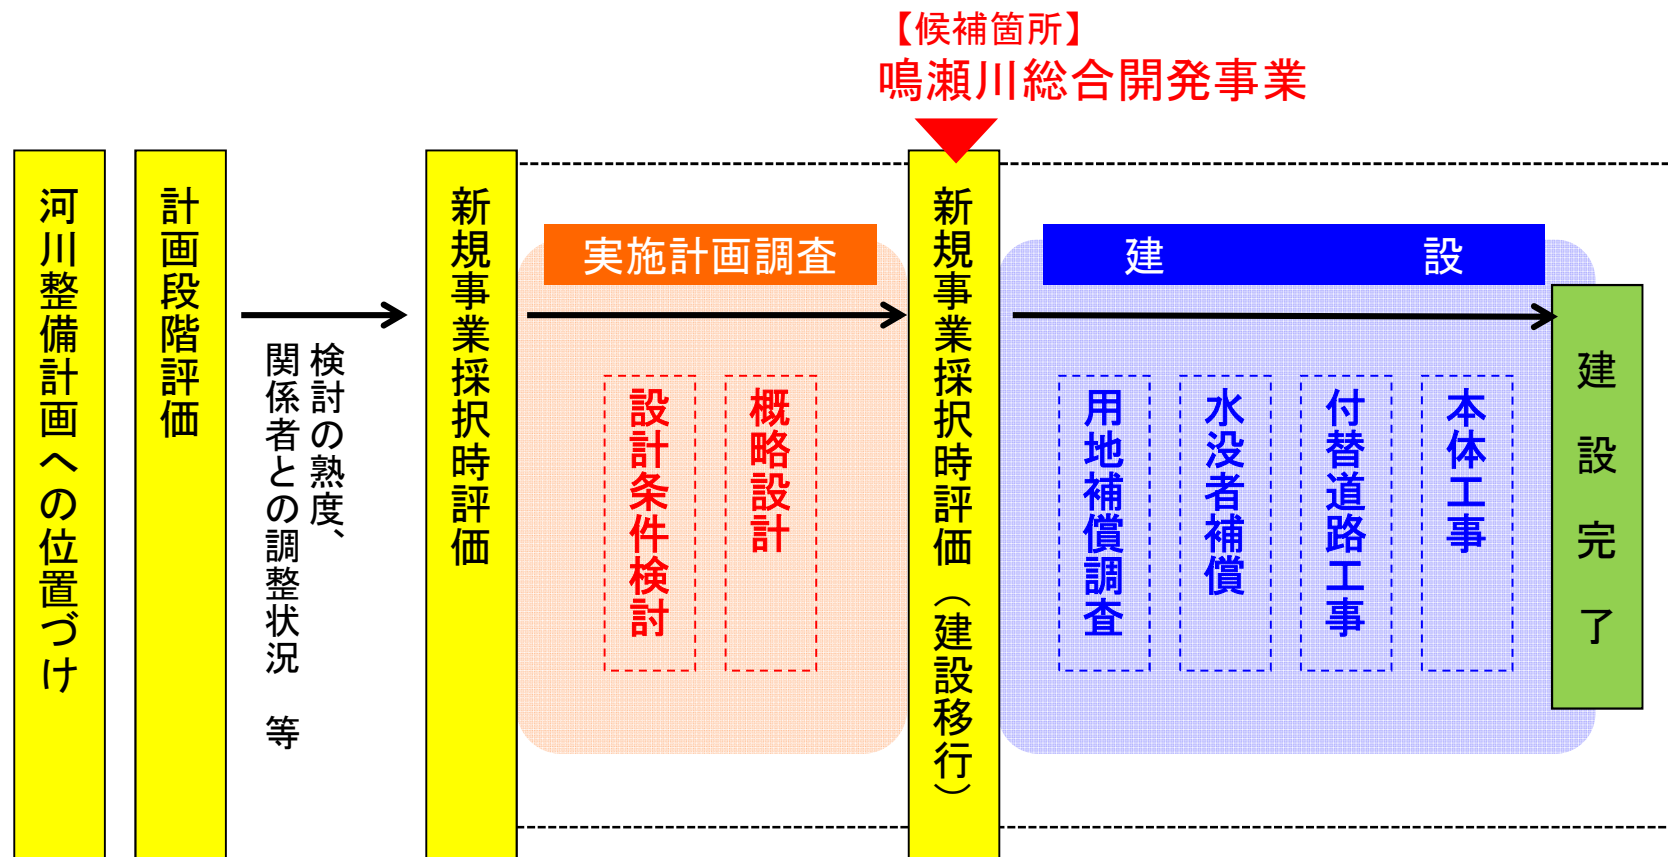 【候補箇所】
鳴瀬川総合開発事業
河川整備計画への位置づけ
計画段階評価
検討の熟度、
関係者との調整状況　等
新規事業採択時評価
実施計画調査
設計条件検討
概略設計
新規事業採択時評価（建設移行）
建　設
用地補償調査
水没者補償
付替道路工事
本体工事
建設完了